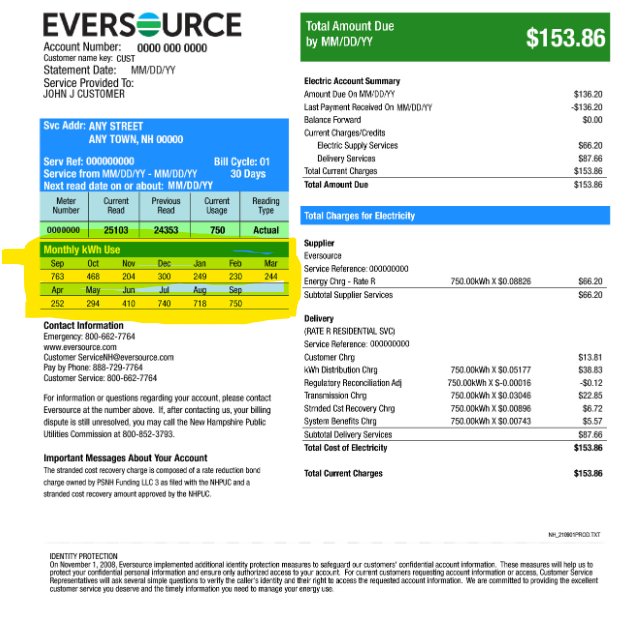 EVERSOURCE
Account Number: 0000 000 0000
Customer name key: CUST
Statement Date: MM/DD/YY
Service Provided To:
JOHN J CUSTOMER
Svc Addr: ANY STREET
ANY TOWN, NH 00000
Serv Ref: 000000000 Bill Cycle: 01
Service from MM/DD/YY - MM/DD/YY 30 Days
Next read date on or about: MM/DD/YY
Meter Number Current Read Previous Read Current Usage Reading Type
0000000 25103 24353 750 Actual
Monthly kWh Use
Sep Oct Nov Dec Jan Feb Mar
763 468 204 300 249 230 244
Apr May Jun Jul Aug Sep
252 294 410 740 718 750
Contact Information
Emergency: 800-662-7764
www.eversource.com
Customer ServiceNH@eversource.com
Pay by Phone: 888-729-7764
Customer Service: 800-662-7764
For information or questions regarding your account, please contact
Eversource at the number above. If, after contacting us, your billing
dispute is still unresolved, you may call the New Hampshire Public
Utilities Commission at 800-852-3793.
Important Messages About Your Account
The stranded cost recovery charge is composed of a rate reduction bond
charge owned by PSNH Funding LLC 3 as filed with the NHPUC and a
stranded cost recovery amount approved by the NHPUC.
Total Amount Due
by MM/DD/YY $153.86
Electric Account Summary
Amount Due On MM/DD/YY $136.20
Last Payment Received On MM/DD/YY -$136.20
Balance Forward $0.00
Current Charges/Credits
Electric Supply Services $66.20
Delivery Services $87.66
Total Current Charges $153.86
Total Amount Due $153.86
Total Charges for Electricity
Supplier
Eversource
Service Reference: 000000000
Energy Chrg - Rate R 750.00kWh X $0.08826 $66.20
Subtotal Supplier Services $66.20
Delivery
(RATE R RESIDENTIAL SVC)
Service Reference: 000000000
Customer Chrg $13.81
kWh Distribution Chrg 750.00kWh X $0.05177 $38.83
Regulatory Reconciliation Adj 750.00kWh X $-0.00016 -$0.12
Transmission Chrg 750.00kWh X $0.03046 $22.85
Strnded Cst Recovery Chrg 750.00kWh X $0.00896 $6.72
System Benefits Chrg 750.00kWh X $0.00743 $5.57
Subtotal Delivery Services $87.66
Total Cost of Electricity $153.86
Total Current Charges $153.86
NH_210901PROD.TXT
IDENTITY PROTECTION
On November 1, 2008, Eversource implemented additional identity protection measures to safeguard our customers' confidential account information. These measures will help us to
protect your confidential personal information and ensure only authorized access to your account. For current customers requesting account information or access, Customer Service
Representatives will ask several simple questions to verify the caller's identity and their right to access the requested account information. We are committed to providing the excellent
customer service you deserve and the timely information you need to manage your energy use.